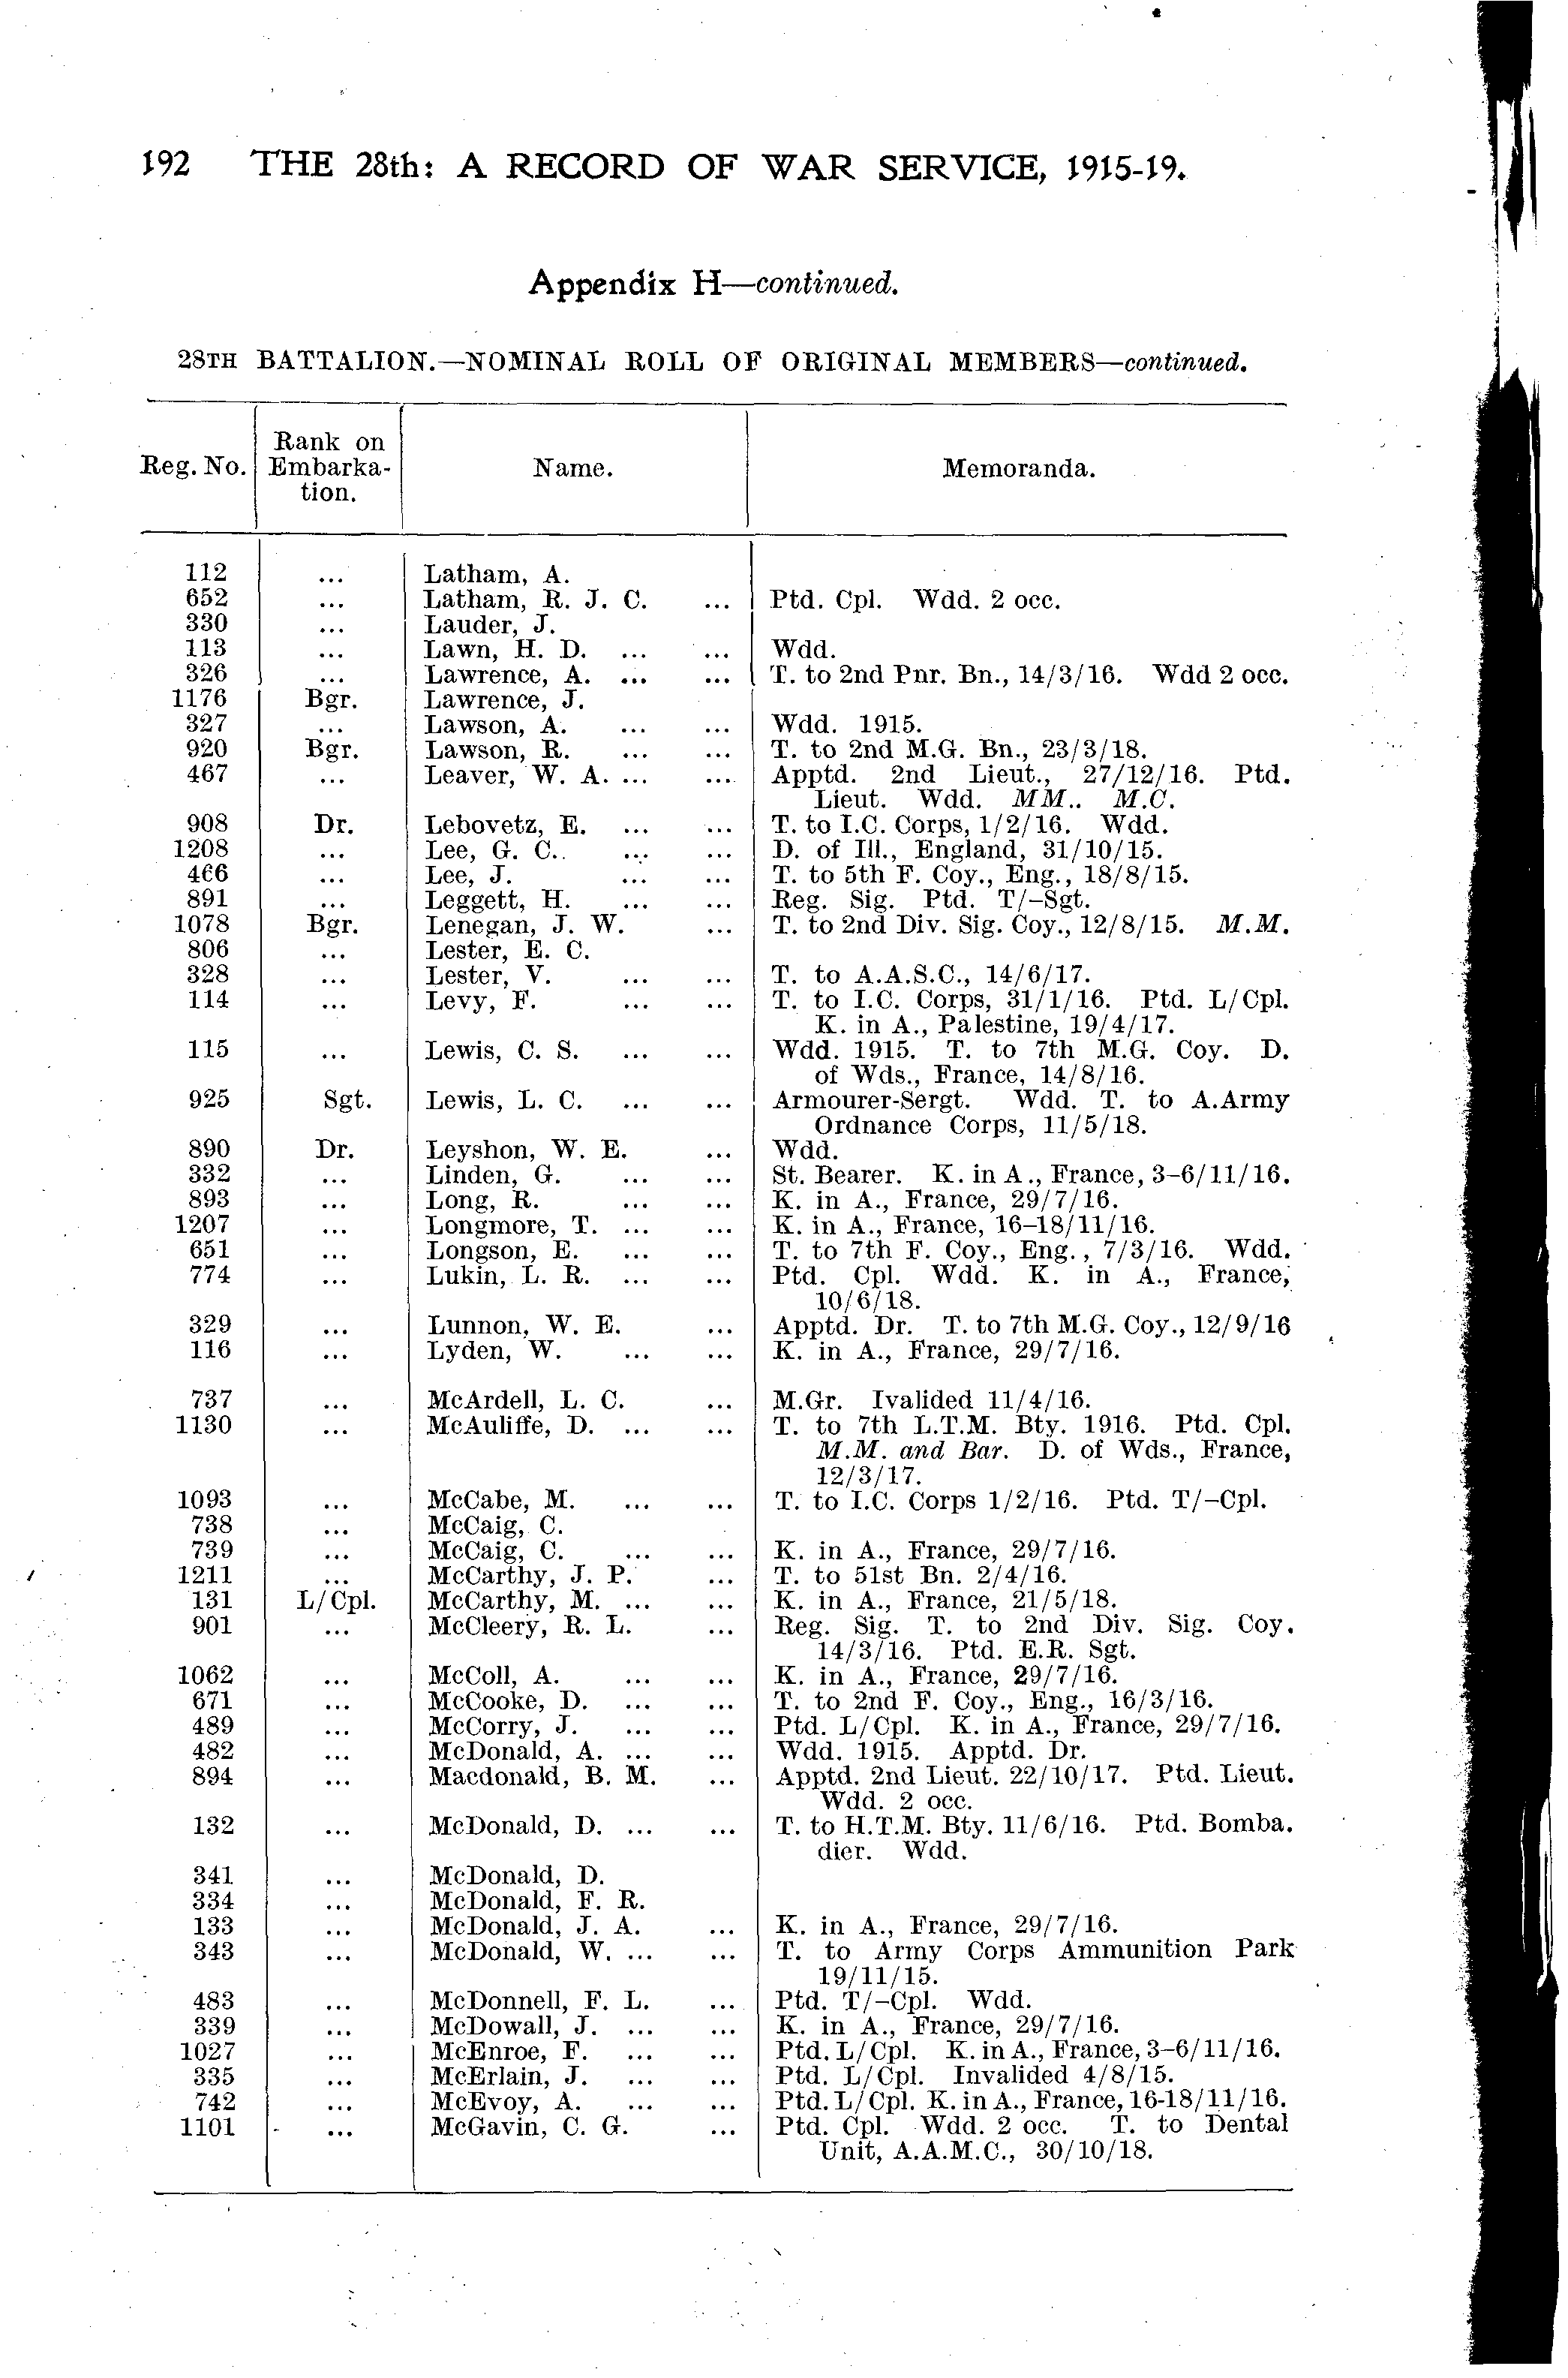 192 THE 28th: A RECORD OF WAR SERVICE, 1915-19.
Appendix H—continued.
28TH BATTALION.—NOMINAL ROLL OF ORIGINAL MEMBERS—continued.
Reg. No. Rank on Embarka- tion. Name. Memoranda.
112 ... Latham, A.
652 ... Latham, R. J. C. ... Ptd. Cpl. Wdd. 2 occ.
330 ... Lauder, J.
113 ... Lawn, H. D. ... ... Wdd.
326 ... Lawrence, A. ... ... T. to 2nd Pnr. Bn., 14/3/16. Wdd 2 occ.
1176 Bgr. Lawrence, J.
327 ... Lawson, A. ... ... Wdd. 1915.
920 Bgr. Lawson, R. ... ... T. to 2nd M.G. Bn., 23/3/18.
467 ... Leaver, W. A. ... ... Apptd. 2nd Lieut., 27/12/16. Ptd.
Lieut. Wdd. MM.. M.C.
908 Dr. Lebovetz, E. ... ... T. to I.C. Corps, 1/2/16. Wdd.
1208 ... Lee, G. C.. ... ... D. of Ill., England, 31/10/15.
466 ... Lee, J. ... ... T. to 5th F. Coy., Eng., 18/8/15.
891 ... Leggett, H. ... ... Reg. Sig. Ptd. T/-Sgt.
1078 Bgr. Lenegan, J. W. ... T. to 2nd Div. Sig. Coy., 12/8/15. M.M.
806 ... Lester, E. C.
328 ... Lester, V. ... ... T. to A.A.S.C., 14/6/17.
114 ... Levy, F. ... ... T. to I.C. Corps, 31/1/16. Ptd. L/Cpl.
K. in A., Palestine, 19/4/17.
115 ... Lewis, C. S. ... ... Wdd. 1915. T. to 7th M.G. Coy. D.
of Wds., France, 14/8/16.
925 Sgt. Lewis, L. C. ... ... Armourer-Sergt. Wdd. T. to A.Army
Ordnance Corps, 11/5/18.
890 Dr. Leyshon, W. E. ... Wdd.
332 ... Linden, G. ... ... St. Bearer. K. in A., France, 3-6/11/16.
893 ... Long, R. ... ... K. in A., France, 29/7/16.
1207 ... Longmore, T. ... ... K. in A., France, 16-18/11/16.
651 ... Longson, E. ... ... T. to 7th F. Coy., Eng., 7/3/16. Wdd.
774 ... Lukin, L. R. ... ... Ptd. Cpl. Wdd. K. in A., France,
10/6/18.
329 ... Lunnon, W. E. ... Apptd. Dr. T. to 7th M.G. Coy., 12/9/16
116 ... Lyden, W. ... ... K. in A., France, 29/7/16.
737 ... McArdell, L. C. ... M.Gr. Ivalided 11/4/16.
1130 ... McAuliffe, D. ... ... T. to 7th L.T.M. Bty. 1916. Ptd. Cpl.
M.M. and Bar. D. of Wds., France,
12/3/17.
1093 ... McCabe, M. ... ... T. to I.C. Corps 1/2/16. Ptd. T/-Cpl.
738 ... McCaig, C.
739 ... McCaig, C. ... ... K. in A., France, 29/7/16.
1211 ... McCarthy, J. P. ... T. to 51st Bn. 2/4/16.
131 L/Cpl. McCarthy, M. ... ... K. in A., France, 21/5/18.
901 ... McCleery, R. L. ... Reg. Sig. T. to 2nd Div. Sig. Coy.
14/3/16. Ptd. E.R. Sgt.
1062 ... McColl, A. ... ... K. in A., France, 29/7/16.
671 ... McCooke, D. ... ... T. to 2nd F. Coy., Eng., 16/3/16.
489 ... McCorry, J. ... ... Ptd. L/Cpl. K. in A., France, 29/7/16.
482 ... McDonald, A. ... ... Wdd. 1915. Apptd. Dr.
894 ... Macdonald, B. M. ... Apptd. 2nd Lieut. 22/10/17. Ptd. Lieut.
Wdd. 2 occ.
132 ... McDonald, D. ... ... T. to H.T.M. Bty. 11/6/16. Ptd. Bomba.
dier. Wdd.
341 ... McDonald, D.
334 ... McDonald, F. R.
133 ... McDonald, J. A. ... K. in A., France, 29/7/16.
343 ... McDonald, W. ... ... T. to Army Corps Ammunition Park
19/11/15.
483 ... McDonnell, F. L. ... Ptd. T/-Cpl. Wdd.
339 ... McDowall, J. ... ... K. in A., France, 29/7/16.
1027 ... McEnroe, F. ... ... Ptd. L/Cpl. K. in A., France, 3-6/11/16.
335 ... McErlain, J. ... ... Ptd. L/Cpl. Invalided 4/8/15.
742 ... McEvoy, A. ... ... Ptd. L/Cpl. K. in A., France, 16-18/11/16.
1101 ... McGavin, C. G. ... Ptd. Cpl. Wdd. 2 occ. T. to Dental
Unit, A.A.M.C., 30/10/18.